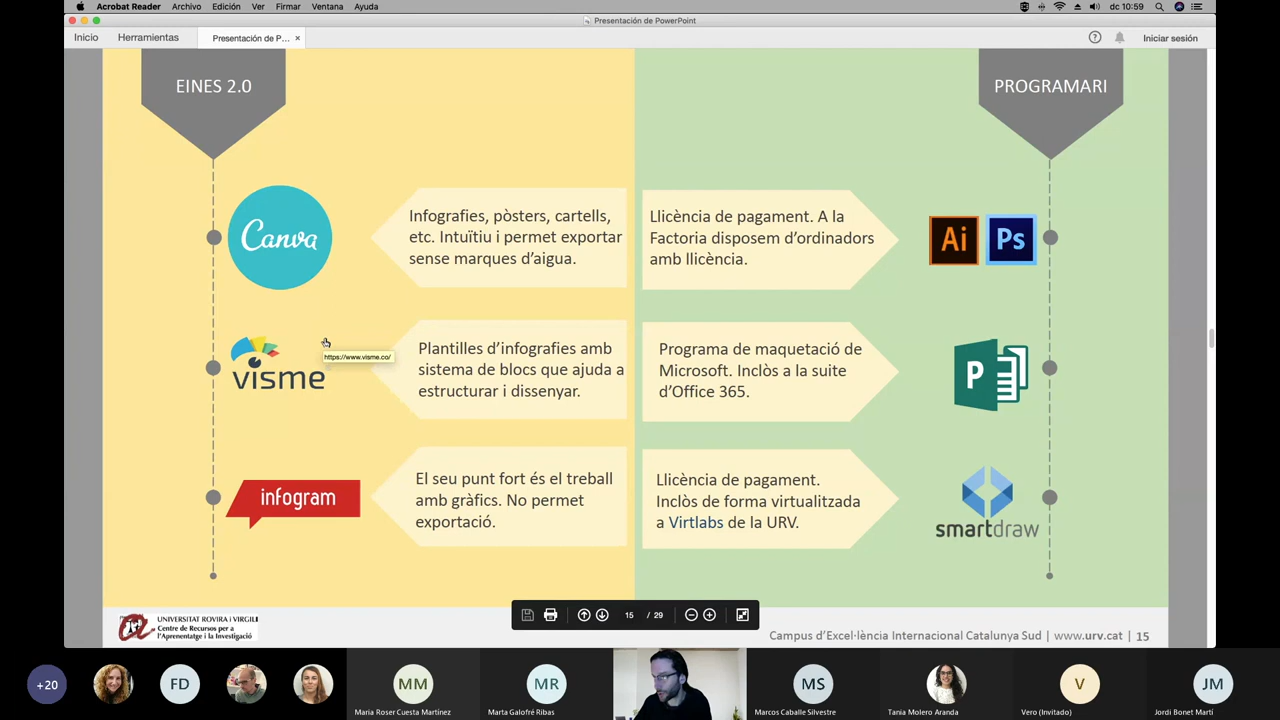 Acrobat Reader Archivo Edición Ver Firmar Ventana Ayuda
dc 10:59
Presentación de PowerPoint
Inicio Herramientas Presentación de P... ×
Iniciar sesión
EINES 2.0
Canva
Infografies, pòsters, cartells,
etc. Intuïtiu i permet exportar
sense marques d’aigua.
visme
https://www.visme.co/
Plantilles d’infografies amb
sistema de blocs que ajuda a
estructurar i dissenyar.
infogram
El seu punt fort és el treball
amb gràfics. No permet
exportació.
PROGRAMARI
Llicència de pagament. A la
Factoria disposem d’ordinadors
amb llicència.
Ai Ps
Programa de maquetació de
Microsoft. Inclòs a la suite
d’Office 365.
P
Llicència de pagament.
Inclòs de forma virtualitzada
a Virtlabs de la URV.
smartdraw
15 / 29
UNIVERSITAT ROVIRA i VIRGILI
Centre de Recursos per a
l'Aprenentatge i la Investigació
Campus d’Excel·lència Internacional Catalunya Sud | www.urv.cat | 15
+20
FD
MM
MR
MS
V
JM
Maria Roser Cuesta Martínez
Marta Galofré Ribas
Marcos Caballe Silvestre
Tania Molero Aranda
Vero (Invitado)
Jordi Bonet Martí